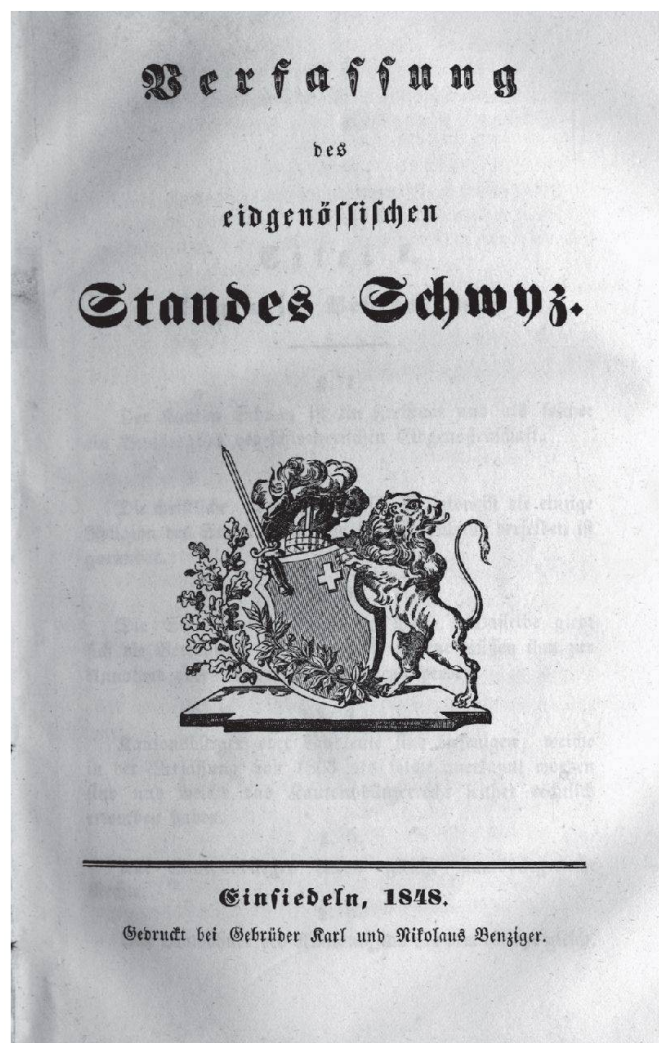 Verfassung
des
eidgenössischen
Standes Schwyz.
Einsiedeln, 1848.
Gedruckt bei Gebrüder Karl und Nikolaus Benziger.